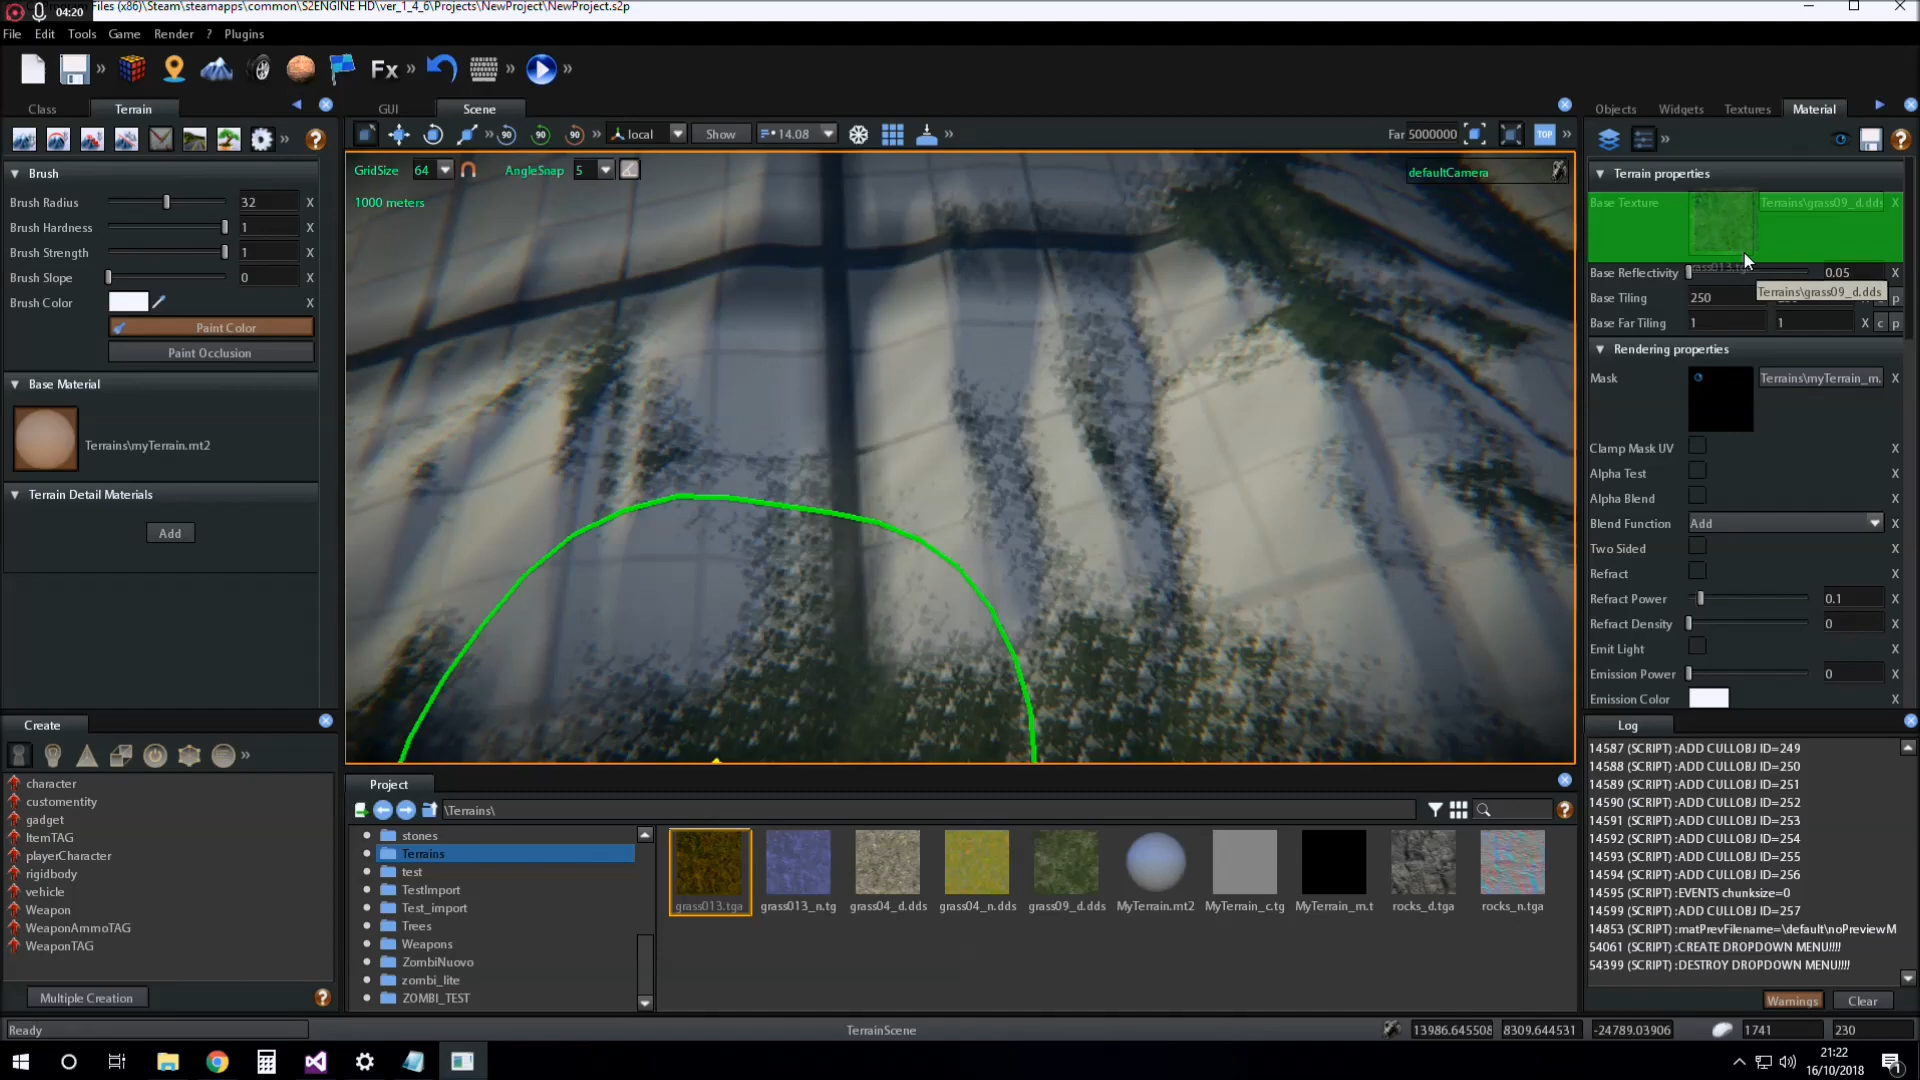 04:20
Program Files (x86)\Steam\steamapps\common\S2ENGINE HD\ver_1_4_6\Projects\NewProject\NewProject.s2p
File Edit Tools Game Render ? Plugins
Fx
Class Terrain
GUI Scene
Objects Widgets Textures Material
90 90 90 local Show 14.08 Far 5000000 TOP
Brush
Brush Radius 32 X
Brush Hardness 1 X
Brush Strength 1 X
Brush Slope 0 X
Brush Color X
Paint Color
Paint Occlusion
Base Material
Terrains\myTerrain.mt2
Terrain Detail Materials
Add
GridSize 64 AngleSnap 5 defaultCamera
1000 meters
Terrain properties
Base Texture Terrains\grass09_d.dds X
grass013.tga
Base Reflectivity 0.05 X
Terrains\grass09_d.dds
Base Tiling 250 p
Base Far Tiling 1 1 X c p
Rendering properties
Mask Terrains\myTerrain_m. X
Clamp Mask UV X
Alpha Test X
Alpha Blend X
Blend Function Add X
Two Sided X
Refract X
Refract Power 0.1 X
Refract Density 0 X
Emit Light X
Emission Power 0 X
Emission Color X
Create
character
customentity
gadget
ItemTAG
playerCharacter
rigidbody
vehicle
Weapon
WeaponAmmoTAG
WeaponTAG
Multiple Creation
Project
\Terrains\
stones
Terrains
test
TestImport
Test_import
Trees
Weapons
ZombiNuovo
zombi_lite
ZOMBI_TEST
grass013.tga grass013_n.tg grass04_d.dds grass04_n.dds grass09_d.dds MyTerrain.mt2 MyTerrain_c.tg MyTerrain_m.t rocks_d.tga rocks_n.tga
Log
14587 (SCRIPT) :ADD CULLOBJ ID=249
14588 (SCRIPT) :ADD CULLOBJ ID=250
14589 (SCRIPT) :ADD CULLOBJ ID=251
14590 (SCRIPT) :ADD CULLOBJ ID=252
14591 (SCRIPT) :ADD CULLOBJ ID=253
14592 (SCRIPT) :ADD CULLOBJ ID=254
14593 (SCRIPT) :ADD CULLOBJ ID=255
14594 (SCRIPT) :ADD CULLOBJ ID=256
14595 (SCRIPT) :EVENTS chunksize=0
14599 (SCRIPT) :ADD CULLOBJ ID=257
14853 (SCRIPT) :matPrevFilename=\default\noPreviewM
54061 (SCRIPT) :CREATE DROPDOWN MENU!!!!
54399 (SCRIPT) :DESTROY DROPDOWN MENU!!!!
Warnings Clear
Ready TerrainScene 13986.645508 8309.644531 -24789.03906 1741 230
21:22
16/10/2018
1